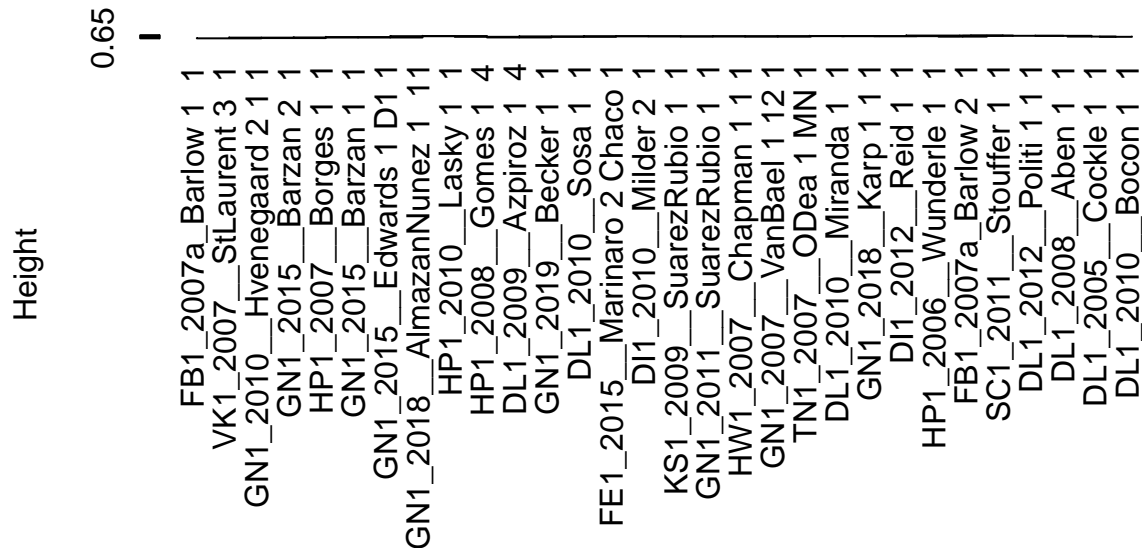 0.65
Height
FB1_2007a_Barlow 1 1
VK1_2007__StLaurent 3 1
GN1_2010__Hvenegaard 2 1
GN1_2015__Barzan 2 1
HP1_2007__Borges 1 1
GN1_2015__Barzan 1 1
GN1_2015__Edwards 1 D1 1
GN1_2018__AlmazanNunez 1 11
HP1_2010__Lasky 1 1
HP1_2008__Gomes 1 4
DL1_2009__Azpiroz 1 4
GN1_2019__Becker 1 1
DL1_2010__Sosa 1 1
FE1_2015__Marinaro 2 Chaco
DI1_2010__Milder 2 1
KS1_2009__SuarezRubio 1 1
GN1_2011__SuarezRubio 1 1
HW1_2007__Chapman 1 1 1
GN1_2007__VanBael 1 12
TN1_2007__ODea 1 MN 1
DL1_2010__Miranda 1 1
GN1_2018__Karp 1 1 1
DI1_2012__Reid 1 1
HP1_2006__Wunderle 1 1
FB1_2007a_Barlow 2 1
SC1_2011__Stouffer 1 1
DL1_2012__Politi 1 11
DL1_2008__Aben 1 1
DL1_2005__Cockle 1 1
DL1_2010__Bocon 1 1